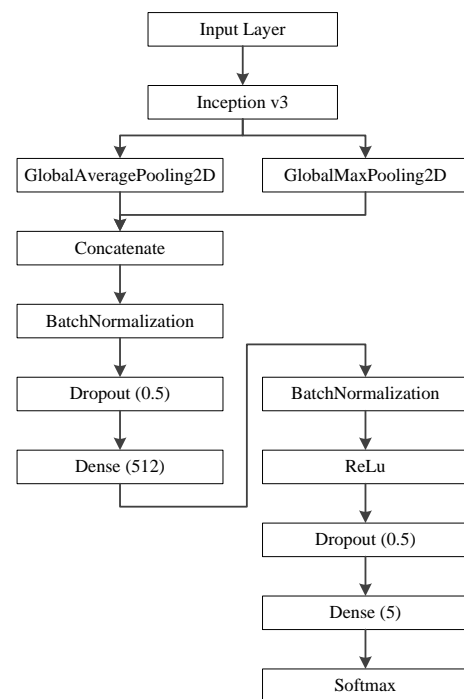 Input Layer
Inception v3
GlobalAveragePooling2D
GlobalMaxPooling2D
Concatenate
BatchNormalization
Dropout (0.5)
Dense (512)
BatchNormalization
ReLu
Dropout (0.5)
Dense (5)
Softmax